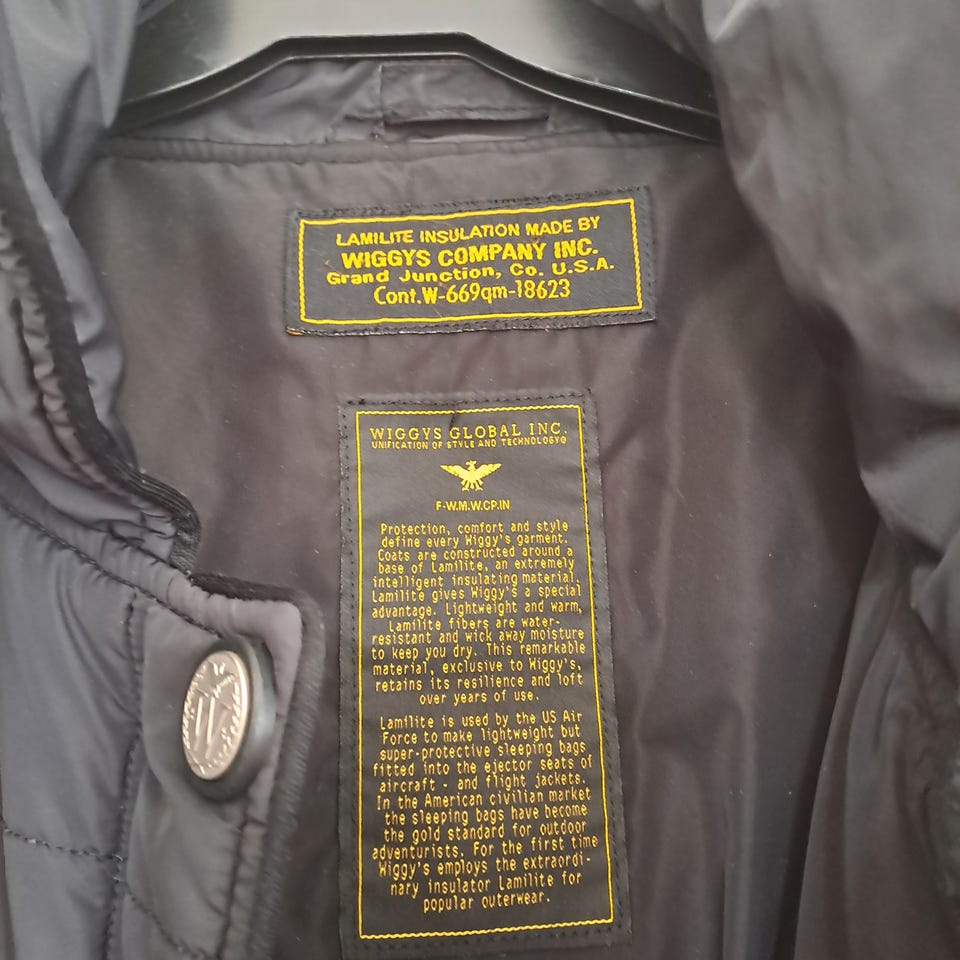 LAMILITE INSULATION MADE BY
WIGGYS COMPANY INC.
Grand Junction, Co. U.S.A.
Cont.W-669qm-18623
WIGGYS GLOBAL INC.
UNIFICATION OF STYLE AND TECHNOLOGY®
F-W.M.W.CP.IN
Protection, comfort and style
define every Wiggy's garment.
Coats are constructed around a
base of Lamilite, an extremely
intelligent insulating material.
Lamilite gives Wiggy's a special
advantage. Lightweight and warm,
Lamilite fibers are water-
resistant and wick away moisture
to keep you dry. This remarkable
material, exclusive to Wiggy's,
retains its resilience and loft
over years of use.
Lamilite is used by the US Air
Force to make lightweight but
super-protective sleeping bags
fitted into the ejector seats of
aircraft - and flight jackets.
In the American civilian market
the sleeping bags have become
the gold standard for outdoor
adventurists. For the first time
Wiggy's employs the extraordi-
nary insulator Lamilite for
popular outerwear.